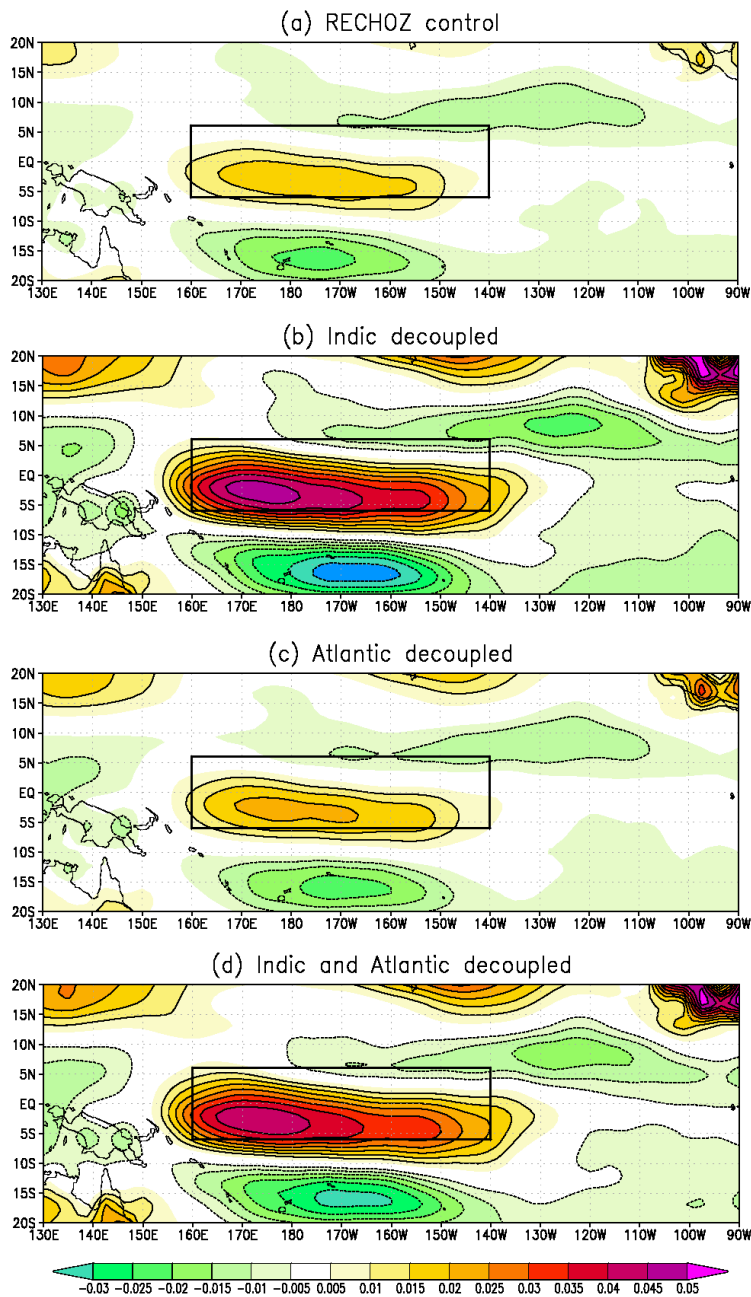 (a) RECHOZ control
20N
15N
10N
5N
EQ
5S
10S
15S
20S
130E 140E 150E 160E 170E 180 170W 160W 150W 140W 130W 120W 110W 100W 90W
(b) Indic decoupled
20N
15N
10N
5N
EQ
5S
10S
15S
20S
130E 140E 150E 160E 170E 180 170W 160W 150W 140W 130W 120W 110W 100W 90W
(c) Atlantic decoupled
20N
15N
10N
5N
EQ
5S
10S
15S
20S
130E 140E 150E 160E 170E 180 170W 160W 150W 140W 130W 120W 110W 100W 90W
(d) Indic and Atlantic decoupled
20N
15N
10N
5N
EQ
5S
10S
15S
20S
130E 140E 150E 160E 170E 180 170W 160W 150W 140W 130W 120W 110W 100W 90W
-0.03 -0.025 -0.02 -0.015 -0.01 -0.005 0.005 0.01 0.015 0.02 0.025 0.03 0.035 0.04 0.045 0.05